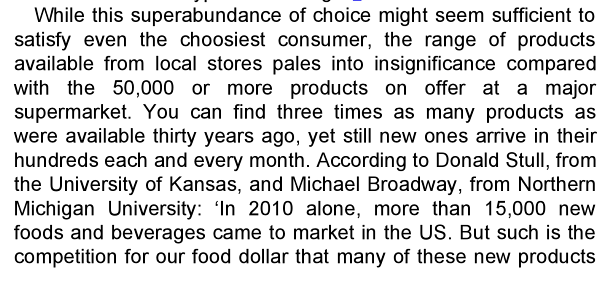 While this superabundance of choice might seem sufficient to
satisfy even the choosiest consumer, the range of products
available from local stores pales into insignificance compared
with the 50,000 or more products on offer at a major
supermarket. You can find three times as many products as
were available thirty years ago, yet still new ones arrive in their
hundreds each and every month. According to Donald Stull, from
the University of Kansas, and Michael Broadway, from Northern
Michigan University: ‘In 2010 alone, more than 15,000 new
foods and beverages came to market in the US. But such is the
competition for our food dollar that many of these new products